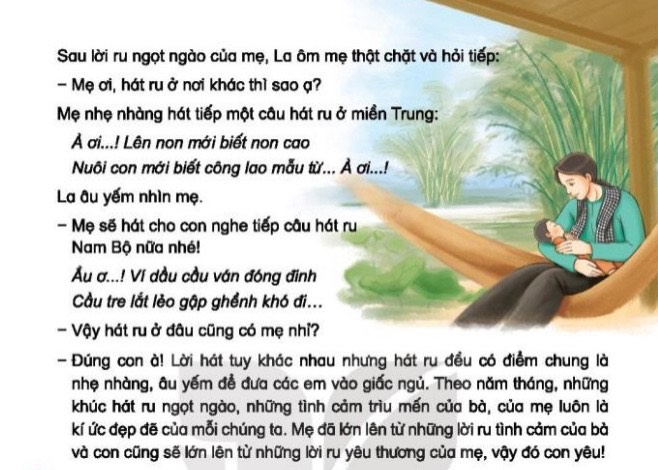 Sau lời ru ngọt ngào của mẹ, La ôm mẹ thật chặt và hỏi tiếp:
– Mẹ ơi, hát ru ở nơi khác thì sao ạ?
Mẹ nhẹ nhàng hát tiếp một câu hát ru ở miền Trung:
À ơi...! Lên non mới biết non cao
Nuôi con mới biết công lao mẫu từ... À ơi...!
La âu yếm nhìn mẹ.
– Mẹ sẽ hát cho con nghe tiếp câu hát ru
Nam Bộ nữa nhé!
Ầu ơ...! Ví dầu cầu ván đóng đinh
Cầu tre lắt lẻo gập ghềnh khó đi...
– Vậy hát ru ở đâu cũng có mẹ nhỉ?
– Đúng con à! Lời hát tuy khác nhau nhưng hát ru đều có điểm chung là
nhẹ nhàng, âu yếm để đưa các em vào giấc ngủ. Theo năm tháng, những
khúc hát ru ngọt ngào, những tình cảm trìu mến của bà, của mẹ luôn là
kí ức đẹp đẽ của mỗi chúng ta. Mẹ đã lớn lên từ những lời ru tình cảm của bà
và con cũng sẽ lớn lên từ những lời ru yêu thương của mẹ, vậy đó con yêu!